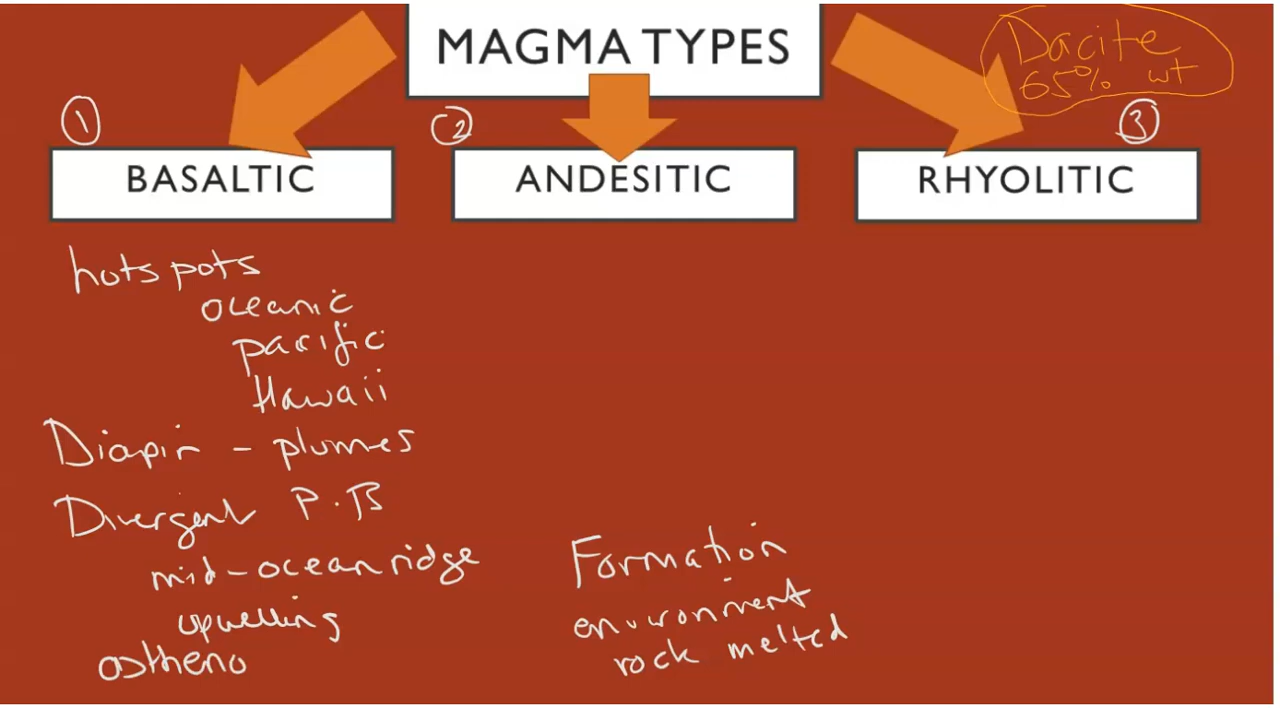 MAGMA TYPES
Dacite
65% wt
1
2
3
BASALTIC
ANDESITIC
RHYOLITIC
hotspots
oceanic
pacific
Hawaii
Diapir - plumes
Divergent P.B
mid-ocean ridge
upwelling
astheno
Formation
environment
rock melted